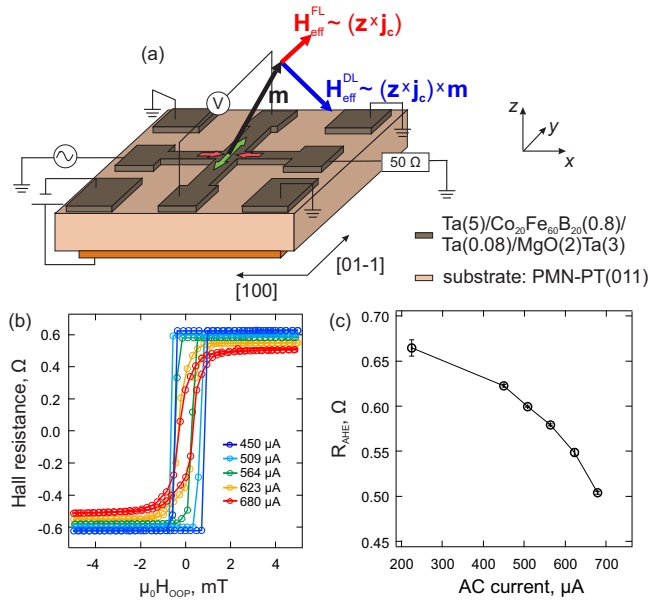 (a)
H_eff^FL ~ (z x j_c)
H_eff^DL ~ (z x j_c) x m
m
V
50 Ω
z
y
x
[01-1]
[100]
Ta(5)/Co20Fe60B20(0.8)/
Ta(0.08)/MgO(2)Ta(3)
substrate: PMN-PT(011)
(b)
Hall resistance, Ω
0.6
0.4
0.2
0.0
-0.2
-0.4
-0.6
450 µA
509 µA
564 µA
623 µA
680 µA
-4
-2
0
2
4
µ0HOOP, mT
(c)
RAHE, Ω
0.70
0.65
0.60
0.55
0.50
0.45
200
300
400
500
600
700
AC current, µA